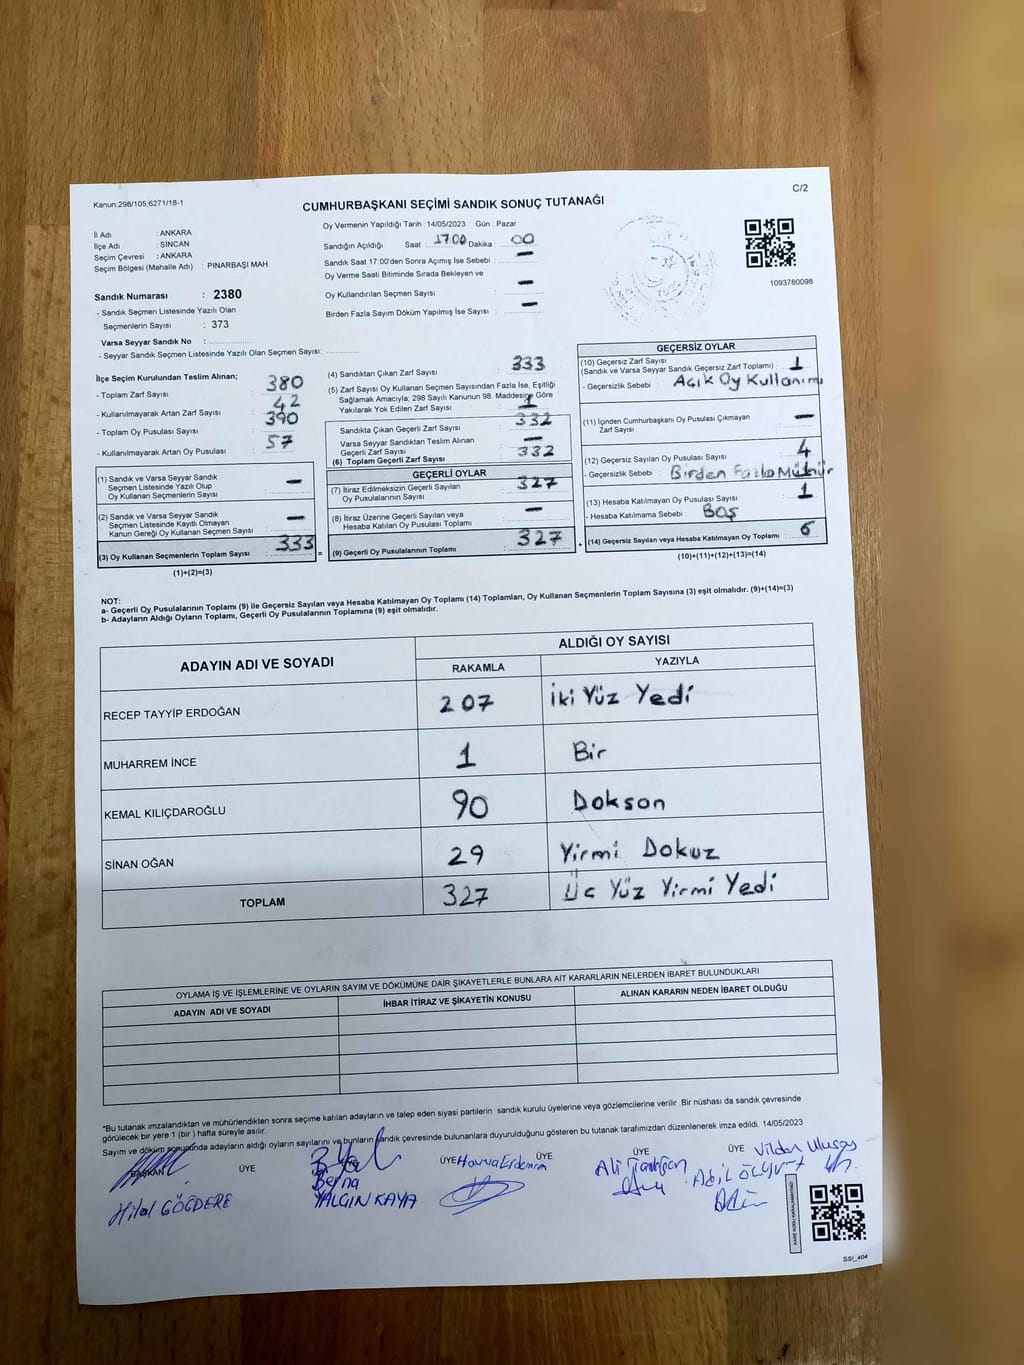 Kanun;298/105;6271/18-1
C/2
CUMHURBAŞKANI SEÇİMİ SANDIK SONUÇ TUTANAĞI
İl Adı : ANKARA
İlçe Adı : SİNCAN
Seçim Çevresi : ANKARA
Seçim Bölgesi (Mahalle Adı) : PINARBAŞI MAH.
Sandık Numarası : 2380
- Sandık Seçmen Listesinde Yazılı Olan
Seçmenlerin Sayısı : 373
Varsa Seyyar Sandık No :
- Seyyar Sandık Seçmen Listesinde Yazılı Olan Seçmen Sayısı:
Oy Vermenin Yapıldığı Tarih : 14/05/2023 Gün : Pazar
Sandığın Açıldığı Saat : 17:00 Dakika : 00
Sandık Saat 17:00'den Sonra Açımış İse Sebebi : —
Oy Verme Saati Bitiminde Sırada Bekleyen ve
Oy Kullandırılan Seçmen Sayısı : —
Birden Fazla Sayım Döküm Yapılmış İse Sayısı : —
1093780098
İlçe Seçim Kurulundan Teslim Alınan;
- Toplam Zarf Sayısı : 380
- Kullanılmayarak Artan Zarf Sayısı : 42
- Toplam Oy Pusulası Sayısı : 390
- Kullanılmayarak Artan Oy Pusulası : 57
(1) Sandık ve Varsa Seyyar Sandık
Seçmen Listesinde Yazılı Olup
Oy Kullanan Seçmenlerin Sayısı : —
(2) Sandık ve Varsa Seyyar Sandık
Seçmen Listesinde Kayıtlı Olmayan
Kanun Gereği Oy Kullanan Seçmen Sayısı : —
(3) Oy Kullanan Seçmenlerin Toplam Sayısı : 333 =
(1)+(2)=(3)
(4) Sandıktan Çıkan Zarf Sayısı : 333
(5) Zarf Sayısı Oy Kullanan Seçmen Sayısından Fazla İse, Eşitliği
Sağlamak Amacıyla; 298 Sayılı Kanunun 98. Maddesine Göre
Yakılarak Yok Edilen Zarf Sayısı : 1
Sandıkta Çıkan Geçerli Zarf Sayısı : 332
Varsa Seyyar Sandıktan Teslim Alınan
Geçerli Zarf Sayısı : —
(6) Toplam Geçerli Zarf Sayısı : 332
GEÇERLİ OYLAR
(7) İtiraz Edilmeksizin Geçerli Sayılan
Oy Pusulalarının Sayısı : 327
(8) İtiraz Üzerine Geçerli Sayılan veya
Hesaba Katılan Oy Pusulası Toplamı : —
(9) Geçerli Oy Pusulalarının Toplamı : 327 +
GEÇERSİZ OYLAR
(10) Geçersiz Zarf Sayısı
(Sandık ve Varsa Seyyar Sandık Geçersiz Zarf Toplamı) : 1
- Geçersizlik Sebebi : Açık Oy Kullanımı
(11) İçinden Cumhurbaşkanı Oy Pusulası Çıkmayan
Zarf Sayısı : —
(12) Geçersiz Sayılan Oy Pusulası Sayısı : 4
- Geçersizlik Sebebi : Birden Fazla Mühür
(13) Hesaba Katılmayan Oy Pusulası Sayısı : 1
- Hesaba Katılmama Sebebi : Boş
(14) Geçersiz Sayılan veya Hesaba Katılmayan Oy Toplamı : 6
(10)+(11)+(12)+(13)=(14)
NOT:
a- Geçerli Oy Pusulalarının Toplamı (9) ile Geçersiz Sayılan veya Hesaba Katılmayan Oy Toplamı (14) Toplamları, Oy Kullanan Seçmenlerin Toplam Sayısına (3) eşit olmalıdır. (9)+(14)=(3)
b- Adayların Aldığı Oyların Toplamı, Geçerli Oy Pusulalarının Toplamına (9) eşit olmalıdır.
ADAYIN ADI VE SOYADI
ALDIĞI OY SAYISI
RAKAMLA YAZIYLA
RECEP TAYYİP ERDOĞAN 207 İki Yüz Yedi
MUHARREM İNCE 1 Bir
KEMAL KILIÇDAROĞLU 90 Dokson
SİNAN OĞAN 29 Yirmi Dokuz
TOPLAM 327 Üc Yüz Yirmi Yedi
OYLAMA İŞ VE İŞLEMLERİNE VE OYLARIN SAYIM VE DÖKÜMÜNE DAİR ŞİKAYETLERLE BUNLARA AİT KARARLARIN NELERDEN İBARET BULUNDUKLARI
ADAYIN ADI VE SOYADI İHBAR İTİRAZ VE ŞİKAYETİN KONUSU ALINAN KARARIN NEDEN İBARET OLDUĞU
*Bu tutanak imzalandıktan ve mühürlendikten sonra seçime katılan adayların ve talep eden siyasi partilerin sandık kurulu üyelerine veya gözlemcilerine verilir .Bir nüshası da sandık çevresinde
görülecek bir yere 1 (bir ) hafta süreyle asılır.
Sayım ve döküm sonucunda adayların aldığı oyların sayılarını ve bunların sandık çevresinde bulunanlara duyurulduğunu gösteren bu tutanak tarafımızdan düzenlenerek imza edildi. 14/05/2023
BAŞKAN ÜYE ÜYE ÜYE ÜYE ÜYE
Hilal GÖĞDERE
Beyna
YALGIN KAYA
Havva Erdemm
Ali
Vildan Ulusoy
KARE KODU KARALAMAYINIZ!
SSI_404